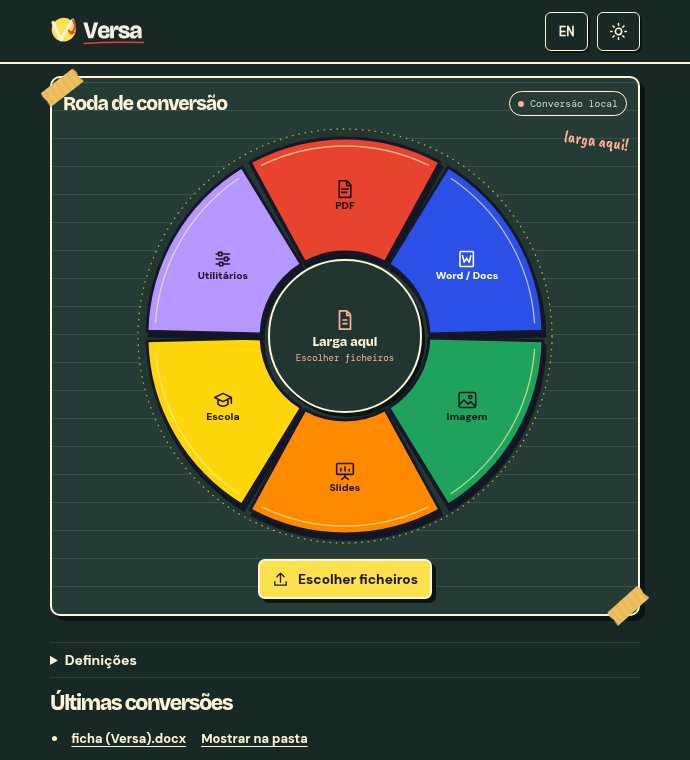 Versa
EN
Roda de conversão
Conversão local
larga aqui!
PDF
Utilitários
Word / Docs
Larga aqui
Escolher ficheiros
Escola
Imagem
Slides
Escolher ficheiros
Definições
Últimas conversões
ficha (Versa).docx Mostrar na pasta